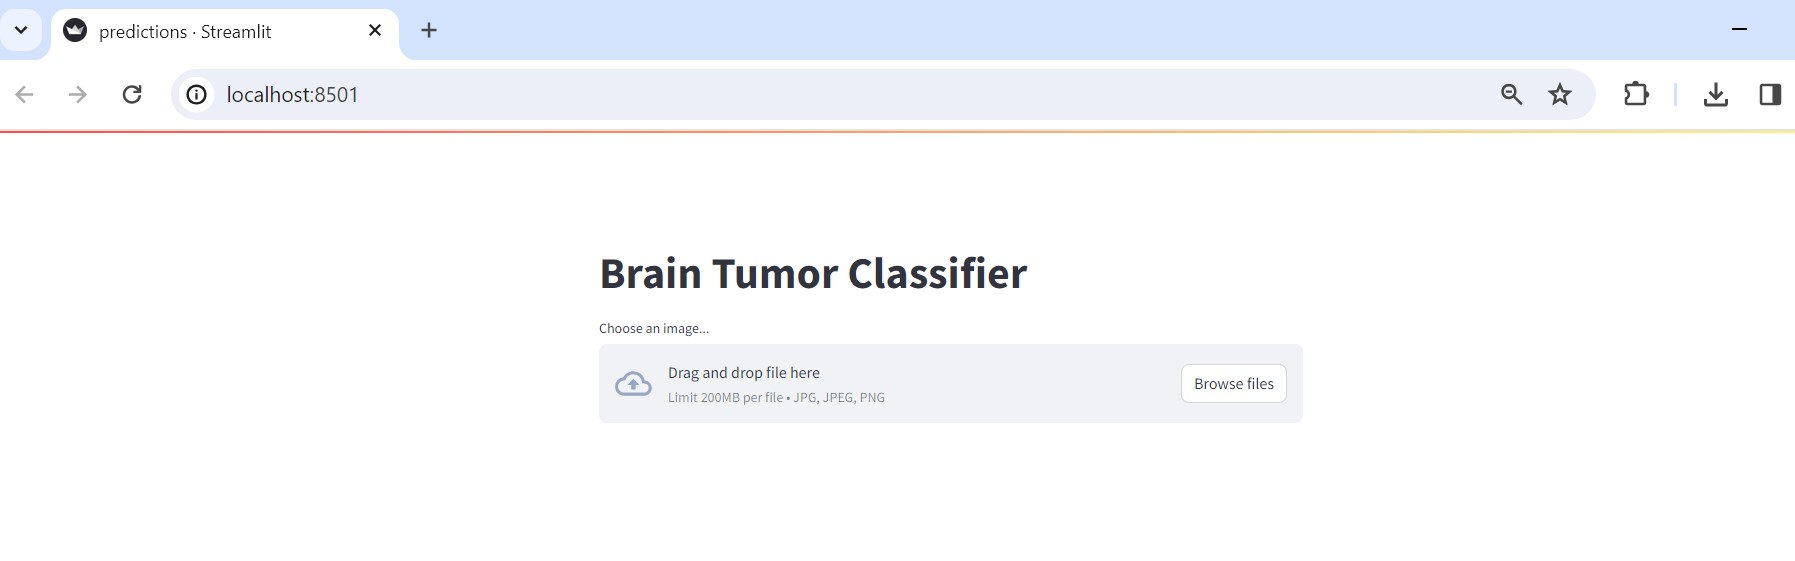 predictions · Streamlit
localhost:8501
Brain Tumor Classifier
Choose an image...
Drag and drop file here
Limit 200MB per file • JPG, JPEG, PNG
Browse files